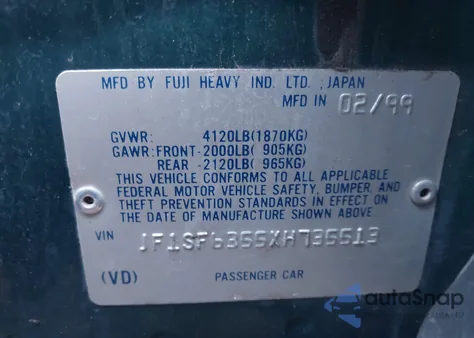 MFD BY FUJI HEAVY IND. LTD. ; JAPAN
MFD IN 02/99
GVWR: 4120LB(1870KG)
GAWR:FRONT-2000LB( 905KG)
REAR -2120LB( 965KG)
THIS VEHICLE CONFORMS TO ALL APPLICABLE
FEDERAL MOTOR VEHICLE SAFETY, BUMPER, AND
THEFT PREVENTION STANDARDS IN EFFECT ON
THE DATE OF MANUFACTURE SHOWN ABOVE.
VIN JF1SF6355XH735513
(VD) PASSENGER CAR
autoSnap